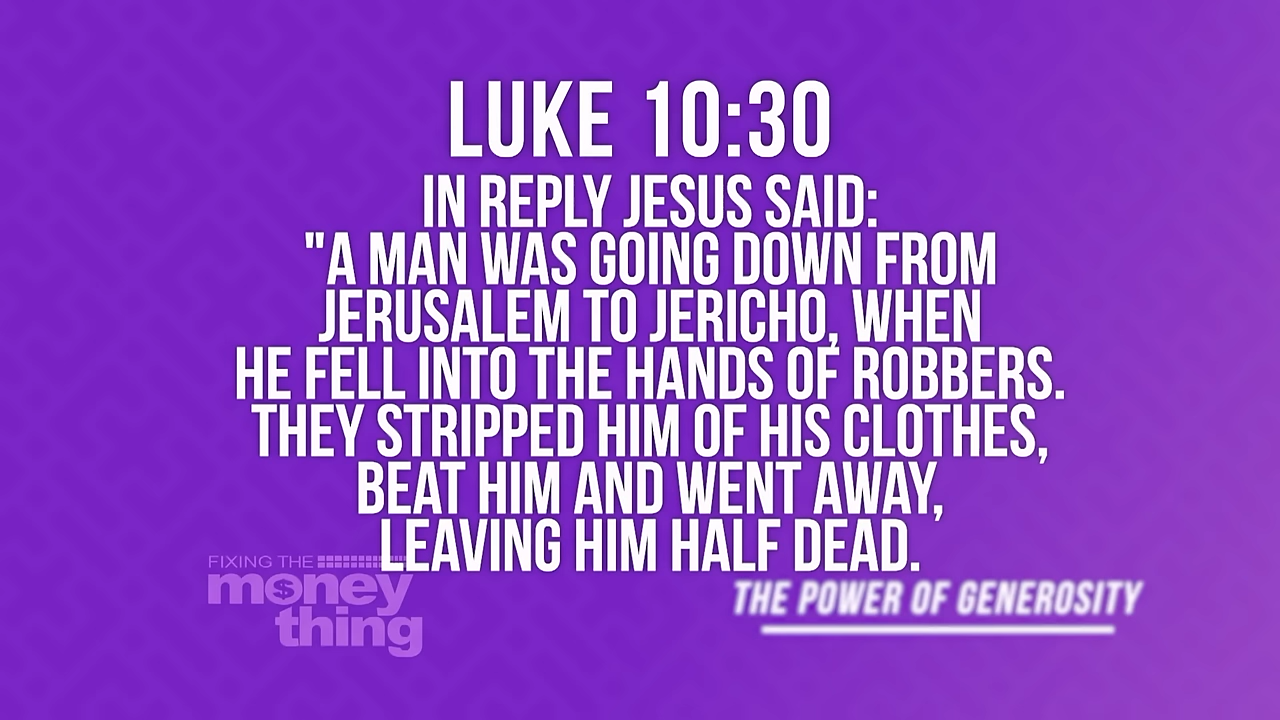 LUKE 10:30
IN REPLY JESUS SAID:
"A MAN WAS GOING DOWN FROM
JERUSALEM TO JERICHO, WHEN
HE FELL INTO THE HANDS OF ROBBERS.
THEY STRIPPED HIM OF HIS CLOTHES,
BEAT HIM AND WENT AWAY,
LEAVING HIM HALF DEAD.
FIXING THE
money
thing
THE POWER OF GENEROSITY